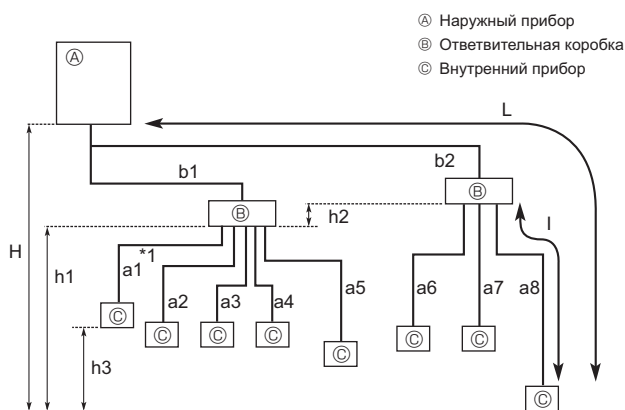 Ⓐ Наружный прибор
Ⓑ Ответвительная коробка
Ⓒ Внутренний прибор
Ⓐ
L
b1
b2
Ⓑ
Ⓑ
h2
H
h1
a1
*1
a2
a3
a4
a5
a6
a7
a8
l
Ⓒ
Ⓒ
Ⓒ
Ⓒ
Ⓒ
Ⓒ
Ⓒ
Ⓒ
h3